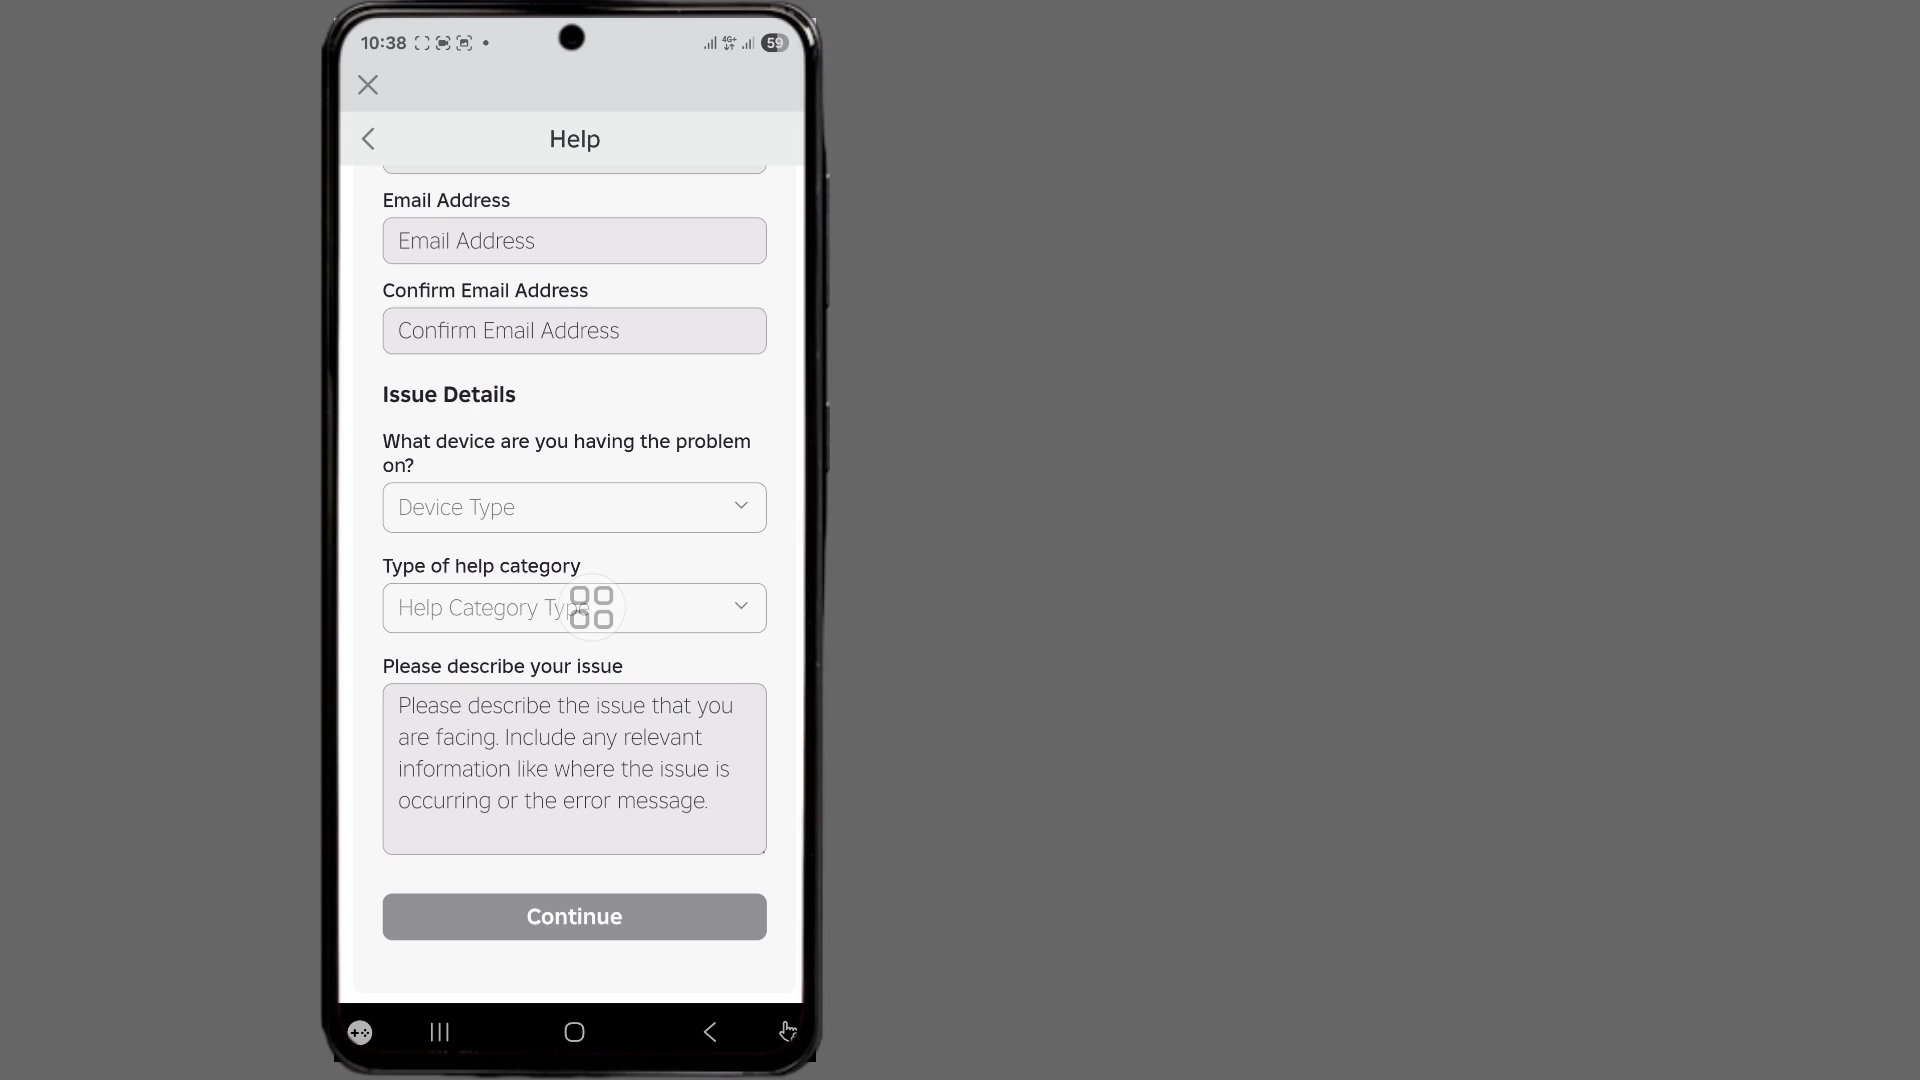 10:38 4G+ 59
Help
Email Address
Email Address
Confirm Email Address
Confirm Email Address
Issue Details
What device are you having the problem
on?
Device Type
Type of help category
Help Category Type
Please describe your issue
Please describe the issue that you
are facing. Include any relevant
information like where the issue is
occurring or the error message.
Continue